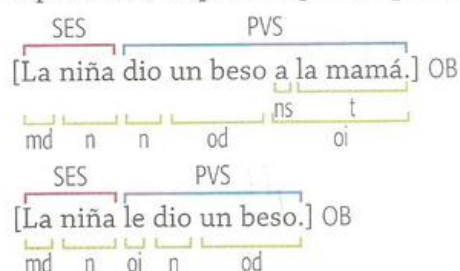 SES PVS
[La niña dio un beso a la mamá.] OB
ns t
md n n od oi
SES PVS
[La niña le dio un beso.] OB
md n oi n od